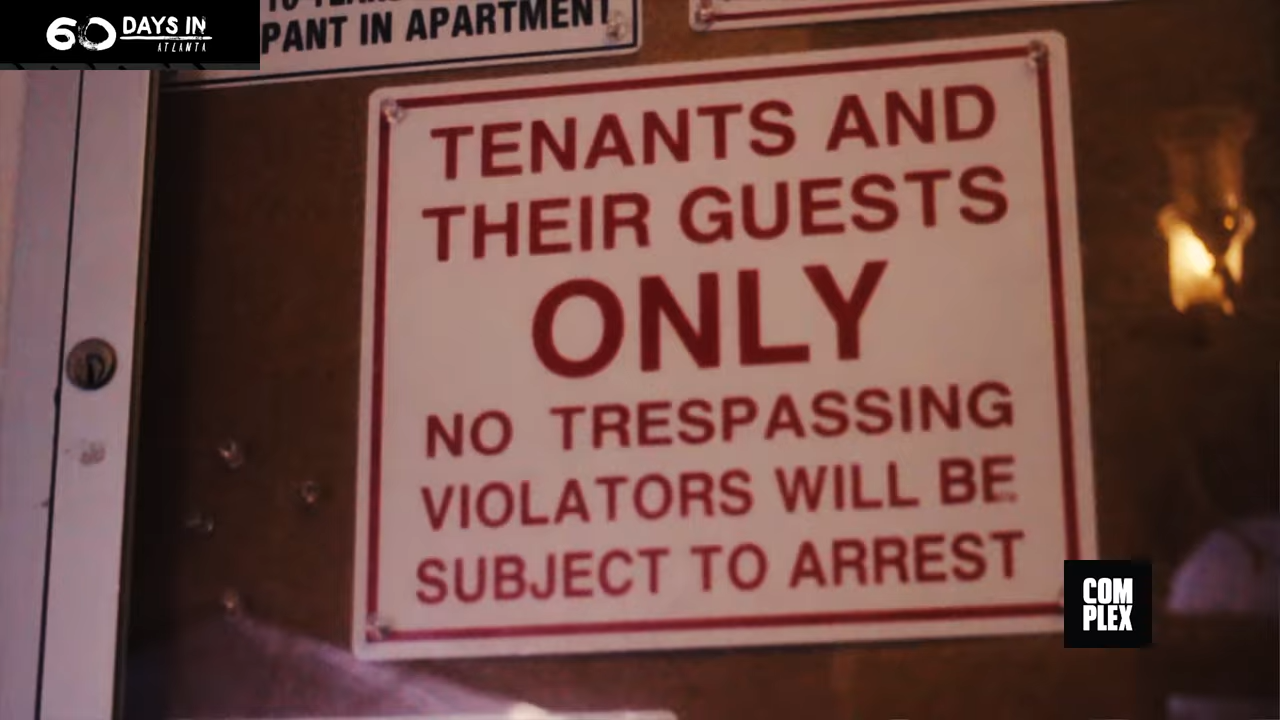 60 DAYS IN
ATLANTA
PANT IN APARTMENT
TENANTS AND
THEIR GUESTS
ONLY
NO TRESPASSING
VIOLATORS WILL BE
SUBJECT TO ARREST
COM
PLEX